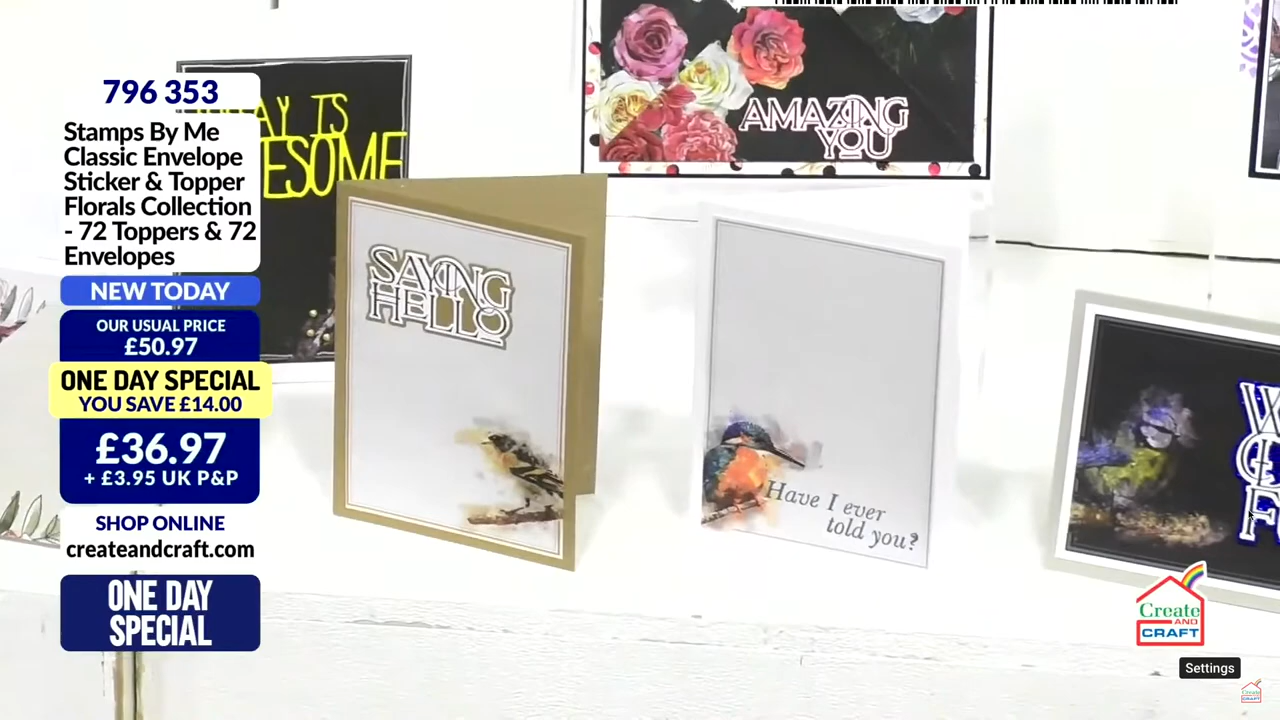 796 353
Stamps By Me
Classic Envelope
Sticker & Topper
Florals Collection
- 72 Toppers & 72
Envelopes
NEW TODAY
OUR USUAL PRICE
£50.97
ONE DAY SPECIAL
YOU SAVE £14.00
£36.97
+ £3.95 UK P&P
SHOP ONLINE
createandcraft.com
ONE DAY
SPECIAL
IS
AMAZING
YOU
SAYING
HELLO
Have I ever
told you?
Create
AND
CRAFT
Settings